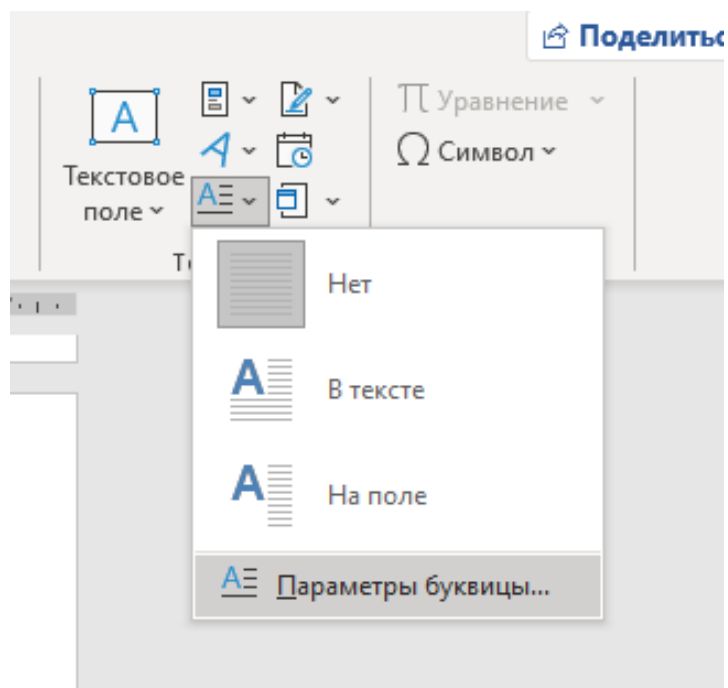 Поделитьс
Текстовое
поле
Уравнение
Символ
Нет
В тексте
На поле
Параметры буквицы...